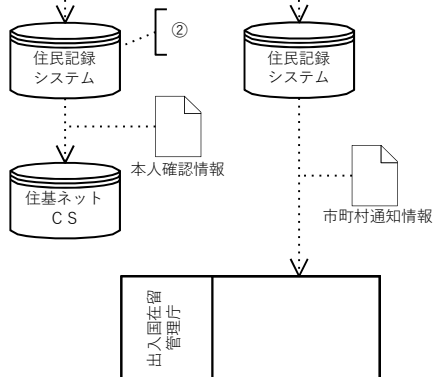 ②
住民記録
システム
住民記録
システム
本人確認情報
住基ネット
ＣＳ
市町村通知情報
出入国在留
管理庁